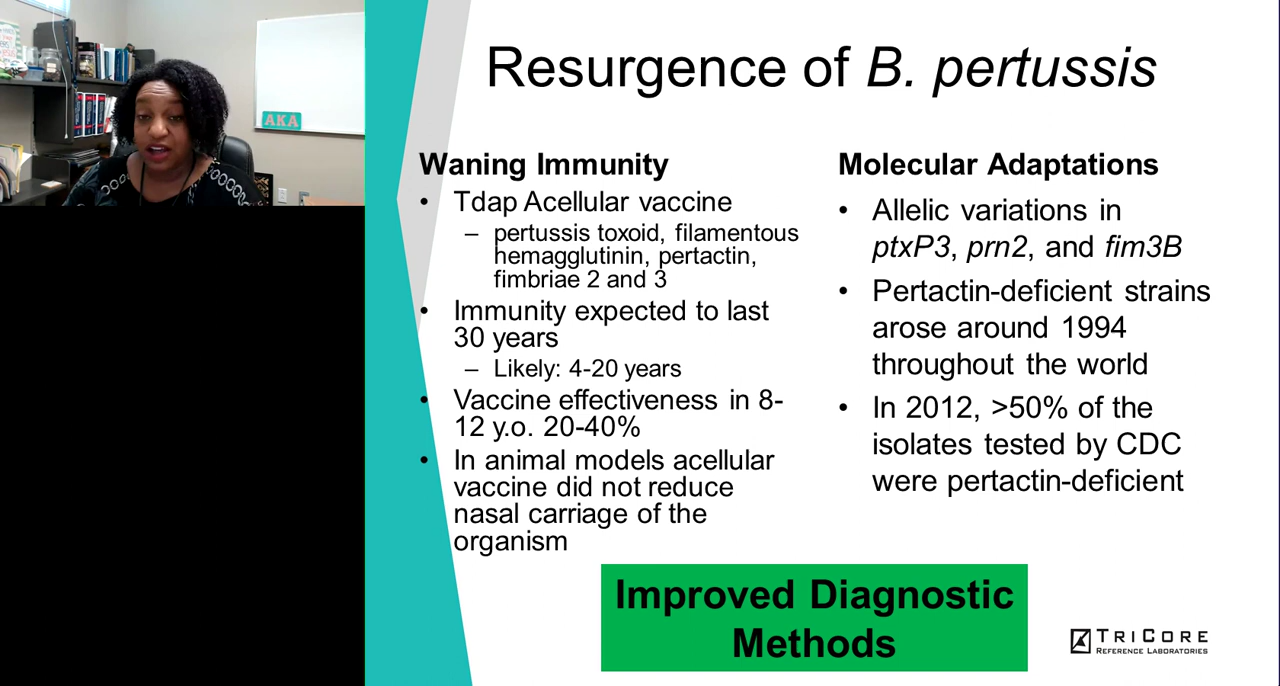 AKA
Resurgence of B. pertussis
Waning Immunity
• Tdap Acellular vaccine
– pertussis toxoid, filamentous
hemagglutinin, pertactin,
fimbriae 2 and 3
• Immunity expected to last
30 years
– Likely: 4-20 years
• Vaccine effectiveness in 8-
12 y.o. 20-40%
• In animal models acellular
vaccine did not reduce
nasal carriage of the
organism
Molecular Adaptations
• Allelic variations in
ptxP3, prn2, and fim3B
• Pertactin-deficient strains
arose around 1994
throughout the world
• In 2012, >50% of the
isolates tested by CDC
were pertactin-deficient
Improved Diagnostic
Methods
TRICORE
REFERENCE LABORATORIES